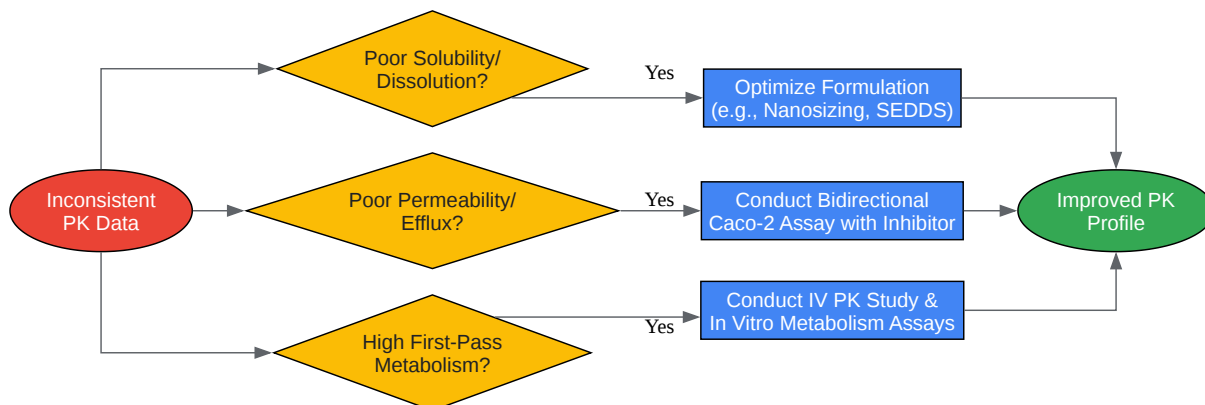 Poor Solubility/
Dissolution?
Yes
Optimize Formulation
(e.g., Nanosizing, SEDDS)
Inconsistent
PK Data
Poor Permeability/
Efflux?
Yes
Conduct Bidirectional
Caco-2 Assay with Inhibitor
Improved PK
Profile
High First-Pass
Metabolism?
Yes
Conduct IV PK Study &
In Vitro Metabolism Assays